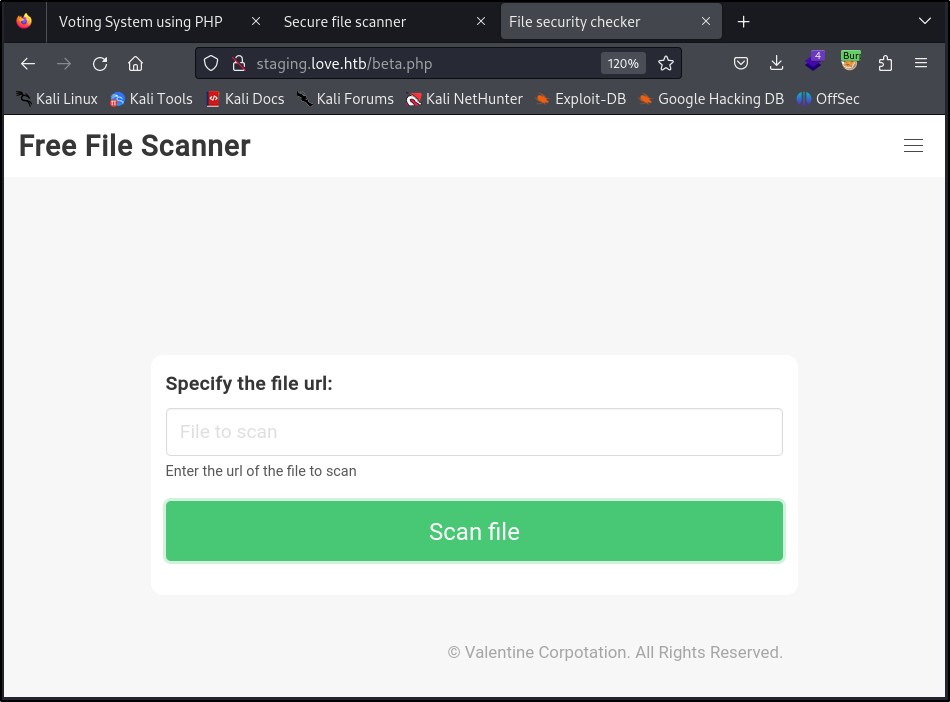 Voting System using PHP
Secure file scanner
File security checker
staging.love.htb/beta.php
120%
4
Burr
Kali Linux
Kali Tools
Kali Docs
Kali Forums
Kali NetHunter
Exploit-DB
Google Hacking DB
OffSec
Free File Scanner
Specify the file url:
File to scan
Enter the url of the file to scan
Scan file
© Valentine Corpotation. All Rights Reserved.